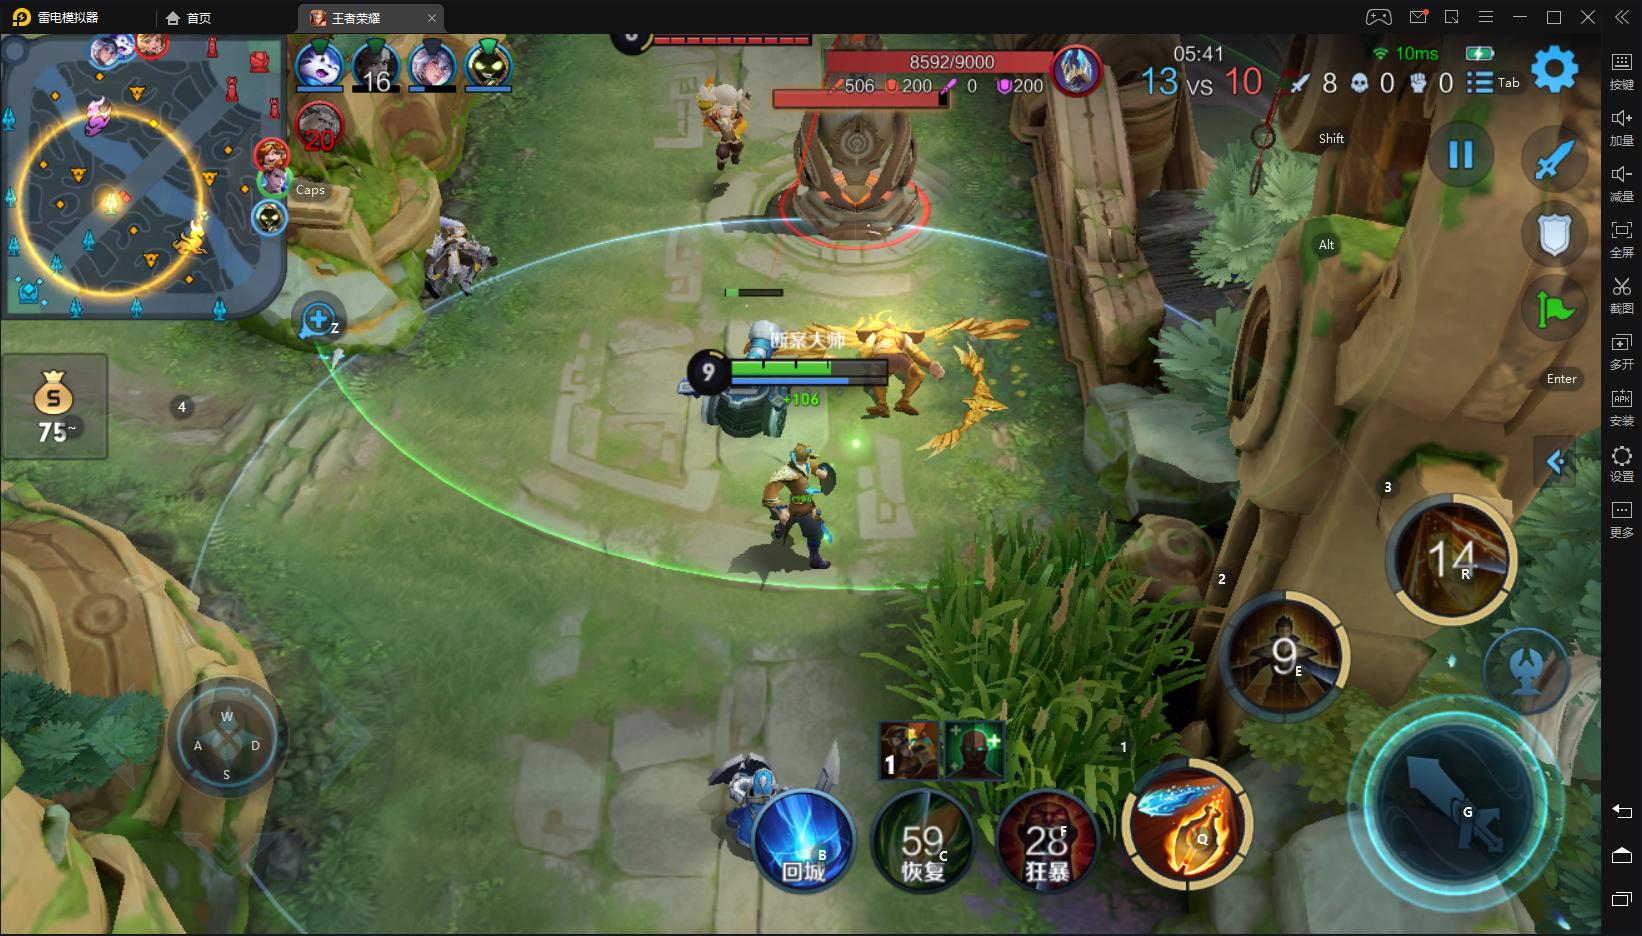 雷电模拟器
首页
王者荣耀
×
16
20
Caps
Z
8592/9000
506 200 0 200
05:41
10ms
13 VS 10
8 0 0
Tab
Shift
Alt
Enter
75~
4
断案大师
9
+106
3
14
R
2
9
E
1
Q
G
1
W
A D
S
B
回城
59
C
恢复
28
F
狂暴
按键
加量
减量
全屏
截图
多开
APK
安装
设置
更多